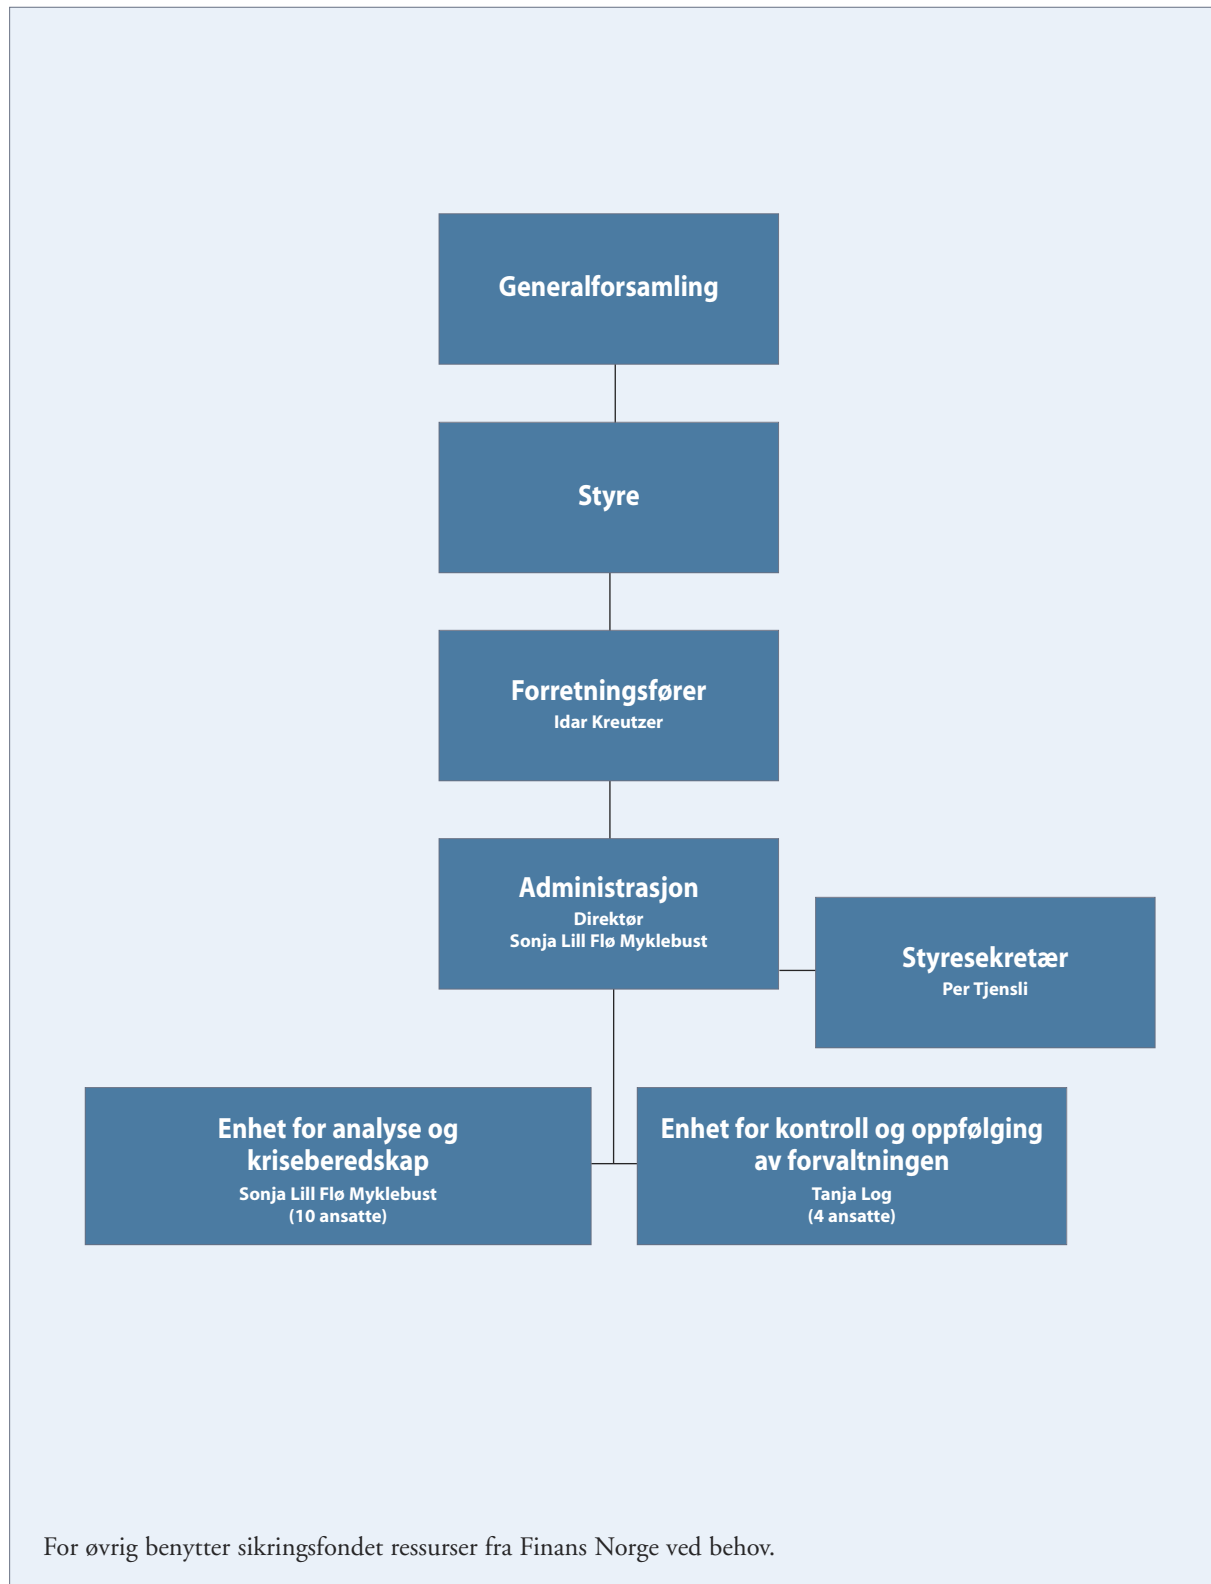 Generalforsamling
Styre
Forretningsfører
Idar Kreutzer
Administrasjon
Direktør
Sonja Lill Flø Myklebust
Styresekretær
Per Tjensli
Enhet for analyse og
kriseberedskap
Sonja Lill Flø Myklebust
(10 ansatte)
Enhet for kontroll og oppfølging
av forvaltningen
Tanja Log
(4 ansatte)
For øvrig benytter sikringsfondet ressurser fra Finans Norge ved behov.